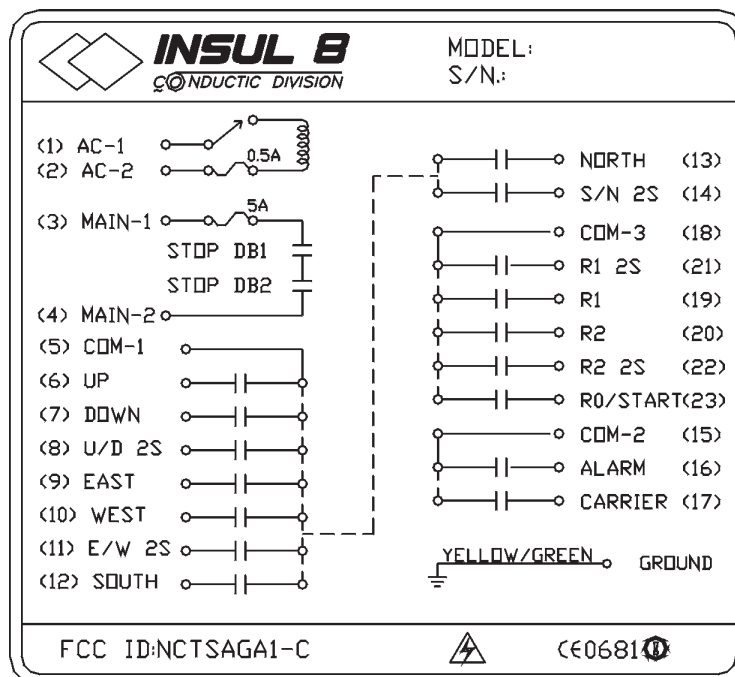 INSUL 8
CONDUCTIC DIVISION
MODEL:
S/N.:
(1) AC-1
(2) AC-2
0.5A
(3) MAIN-1
5A
STOP DB1
STOP DB2
(4) MAIN-2
(5) COM-1
(6) UP
(7) DOWN
(8) U/D 2S
(9) EAST
(10) WEST
(11) E/W 2S
(12) SOUTH
NORTH (13)
S/N 2S (14)
COM-3 (18)
R1 2S (21)
R1 (19)
R2 (20)
R2 2S (22)
R0/START(23)
COM-2 (15)
ALARM (16)
CARRIER (17)
YELLOW/GREEN GROUND
FCC ID:NCTSAGA1-C
CE0681